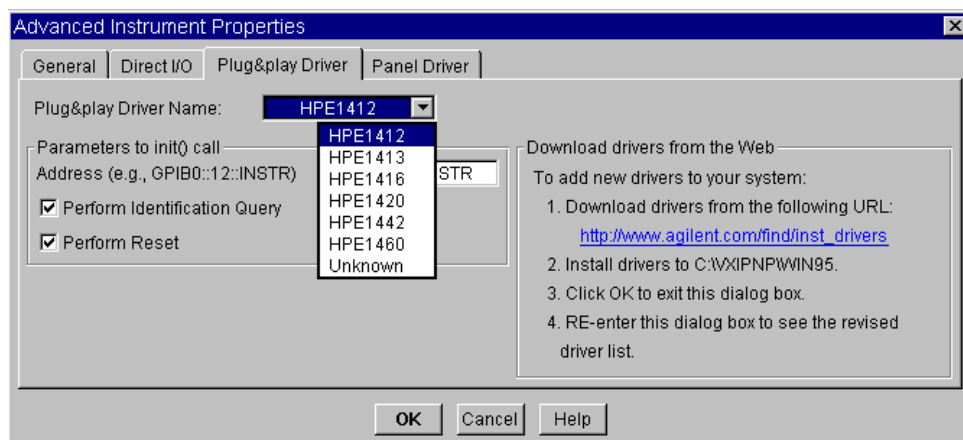 Advanced Instrument Properties
General Direct I/O Plug&play Driver Panel Driver
Plug&play Driver Name: HPE1412
HPE1412
HPE1413
HPE1416
HPE1420
HPE1442
HPE1460
Unknown
Parameters to init() call
Address (e.g., GPIB0::12::INSTR) STR
Perform Identification Query
Perform Reset
Download drivers from the Web
To add new drivers to your system:
1. Download drivers from the following URL:
http://www.agilent.com/find/inst_drivers
2. Install drivers to C:\VXIPNP\WIN95.
3. Click OK to exit this dialog box.
4. RE-enter this dialog box to see the revised
driver list.
OK Cancel Help